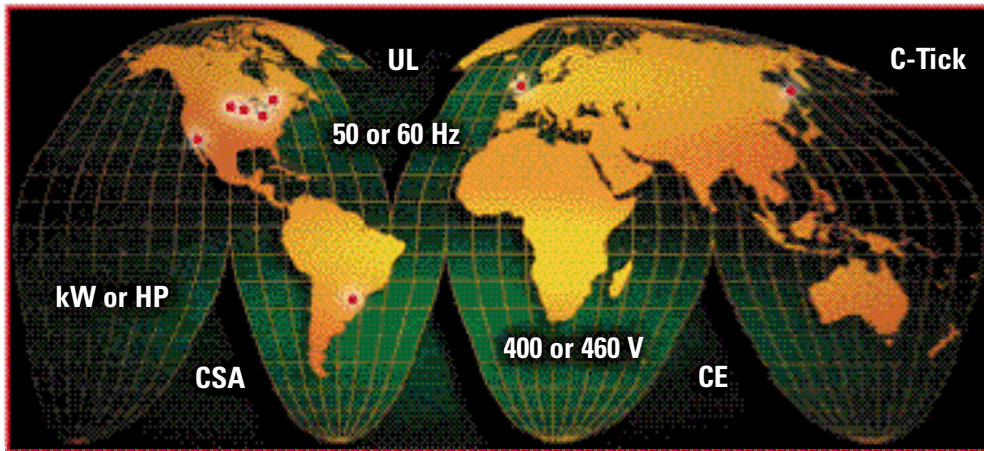 UL
C-Tick
50 or 60 Hz
kW or HP
400 or 460 V
CSA
CE